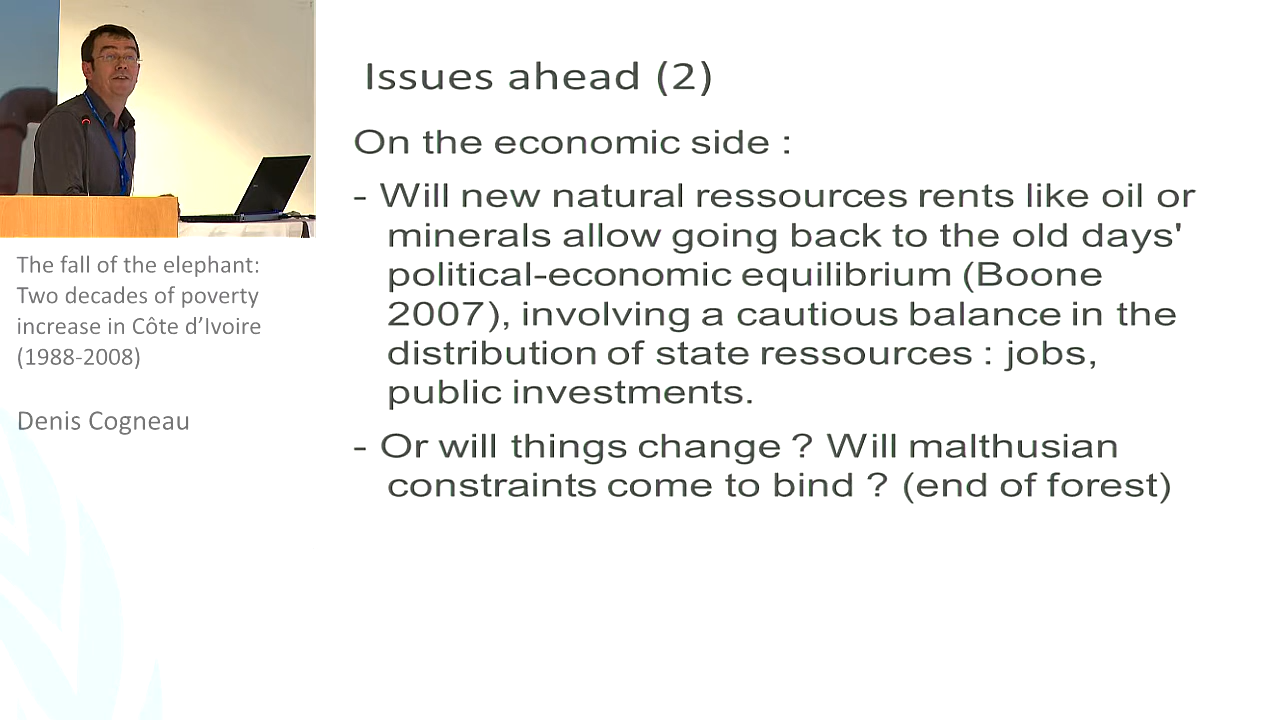 Issues ahead (2)
On the economic side :
- Will new natural ressources rents like oil or
minerals allow going back to the old days'
political-economic equilibrium (Boone
2007), involving a cautious balance in the
distribution of state ressources : jobs,
public investments.
- Or will things change ? Will malthusian
constraints come to bind ? (end of forest)
The fall of the elephant:
Two decades of poverty
increase in Côte d’Ivoire
(1988-2008)
Denis Cogneau